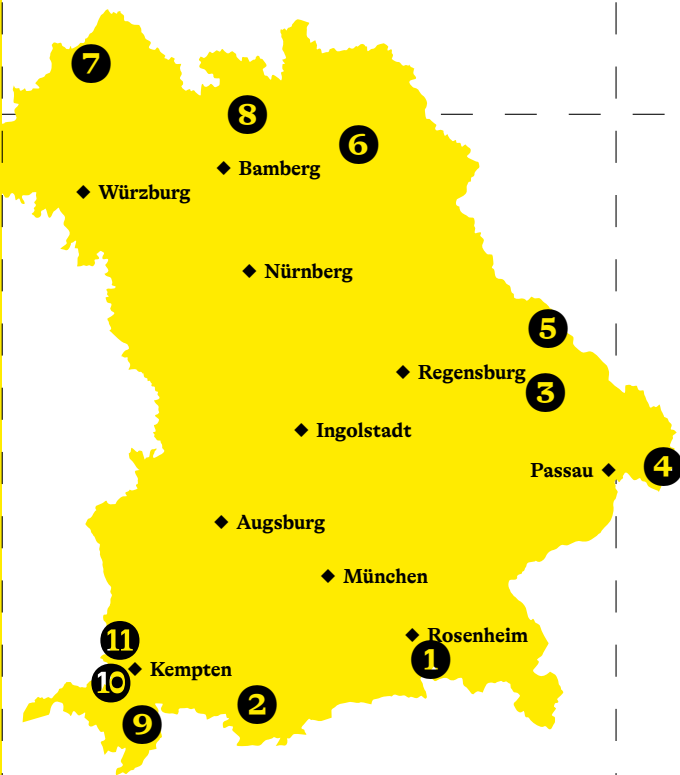 7
8
6
Bamberg
Würzburg
Nürnberg
5
Regensburg
3
Ingolstadt
Passau
4
Augsburg
München
Rosenheim
11
1
Kempten
10
2
9